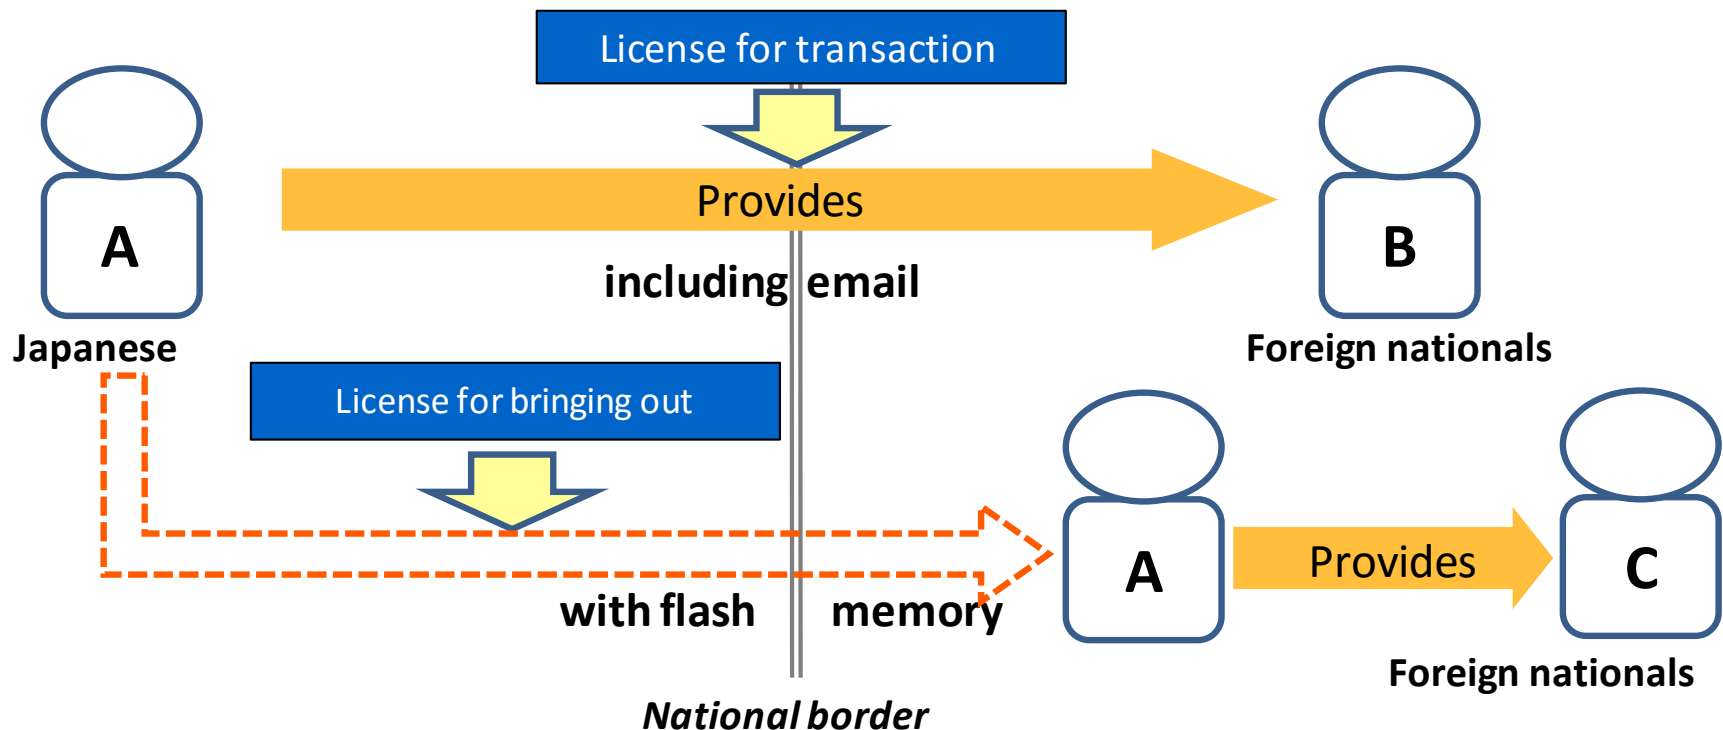 License for transaction
Provides
A
B
including email
Japanese
Foreign nationals
License for bringing out
A
Provides
C
with flash memory
Foreign nationals
National border